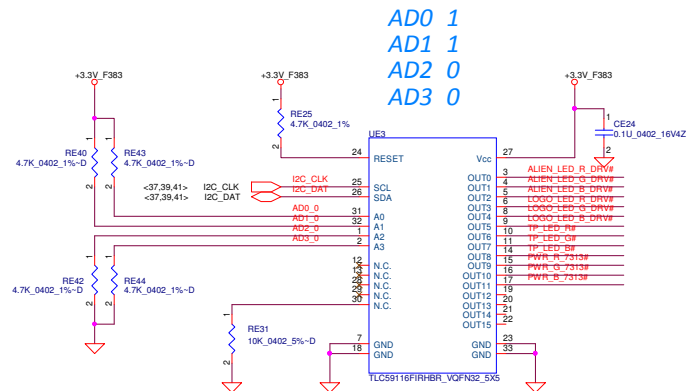 AD0 1
AD1 1
AD2 0
AD3 0
+3.3V_F383
+3.3V_F383
+3.3V_F383
1
RE25
4.7K_0402_1%
2
1
CE24
0.1U_0402_16V4Z
2
1
1
RE40
4.7K_0402_1%~D
RE43
4.7K_0402_1%~D
2
2
UE3
24
RESET
Vcc
27
<37,39,41>
I2C_CLK
I2C_CLK
25
SCL
<37,39,41>
I2C_DAT
I2C_DAT
26
SDA
AD0_0
31
A0
AD1_0
32
A1
AD2_0
1
A2
AD3_0
2
A3
12
N.C.
13
N.C.
28
N.C.
29
N.C.
30
N.C.
OUT0
3
ALIEN_LED_R_DRV#
OUT1
4
ALIEN_LED_G_DRV#
OUT2
5
ALIEN_LED_B_DRV#
OUT3
6
LOGO_LED_R_DRV#
OUT4
8
LOGO_LED_G_DRV#
OUT5
9
LOGO_LED_B_DRV#
OUT6
10
TP_LED_R#
OUT7
11
TP_LED_G#
OUT8
14
TP_LED_B#
OUT9
15
PWR_R_7313#
OUT10
16
PWR_G_7313#
OUT11
17
PWR_B_7313#
OUT12
19
OUT13
20
OUT14
21
OUT15
22
1
1
RE42
4.7K_0402_1%~D
RE44
4.7K_0402_1%~D
2
2
1
RE31
10K_0402_5%~D
2
7
GND
18
GND
GND
23
GND
33
TLC59116FIRHBR_VQFN32_5X5